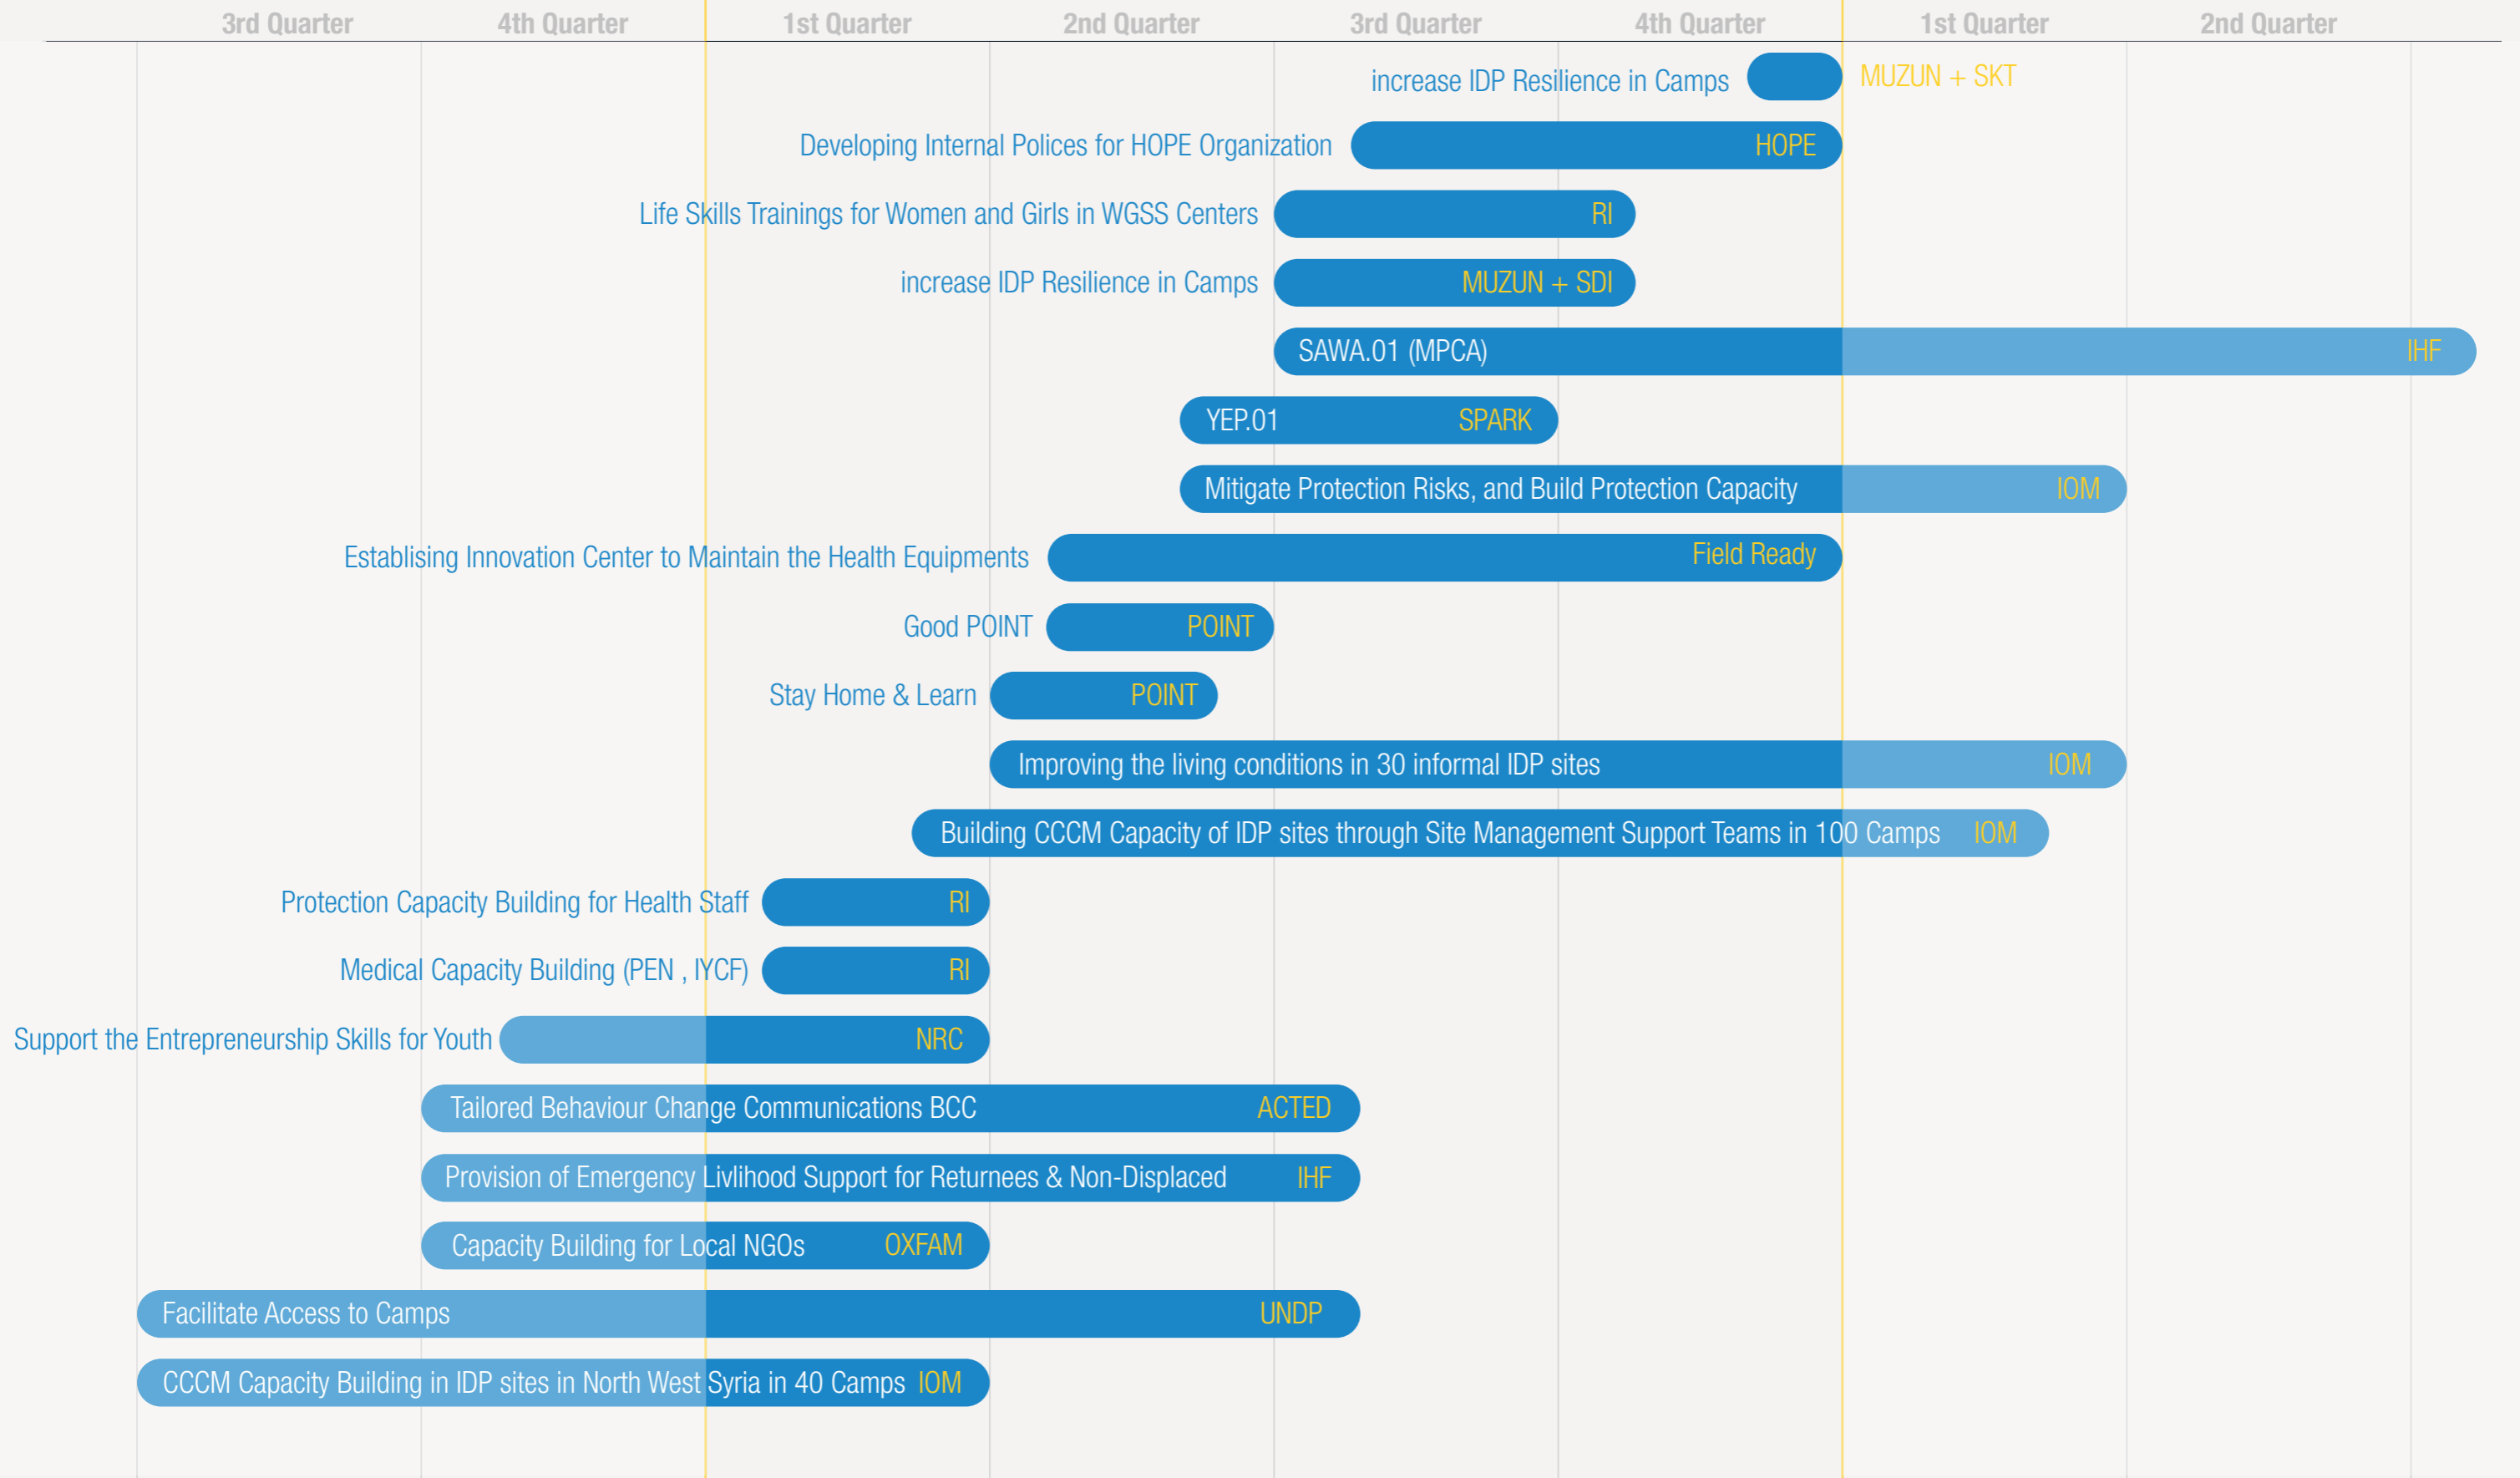 3rd Quarter 4th Quarter 1st Quarter 2nd Quarter 3rd Quarter 4th Quarter 1st Quarter 2nd Quarter
increase IDP Resilience in Camps MUZUN + SKT
Developing Internal Polices for HOPE Organization HOPE
Life Skills Trainings for Women and Girls in WGSS Centers RI
increase IDP Resilience in Camps MUZUN + SDI
SAWA.01 (MPCA) IHF
YEP.01 SPARK
Mitigate Protection Risks, and Build Protection Capacity IOM
Establising Innovation Center to Maintain the Health Equipments Field Ready
Good POINT POINT
Stay Home & Learn POINT
Improving the living conditions in 30 informal IDP sites IOM
Building CCCM Capacity of IDP sites through Site Management Support Teams in 100 Camps IOM
Protection Capacity Building for Health Staff RI
Medical Capacity Building (PEN , IYCF) RI
Support the Entrepreneurship Skills for Youth NRC
Tailored Behaviour Change Communications BCC ACTED
Provision of Emergency Livlihood Support for Returnees & Non-Displaced IHF
Capacity Building for Local NGOs OXFAM
Facilitate Access to Camps UNDP
CCCM Capacity Building in IDP sites in North West Syria in 40 Camps IOM